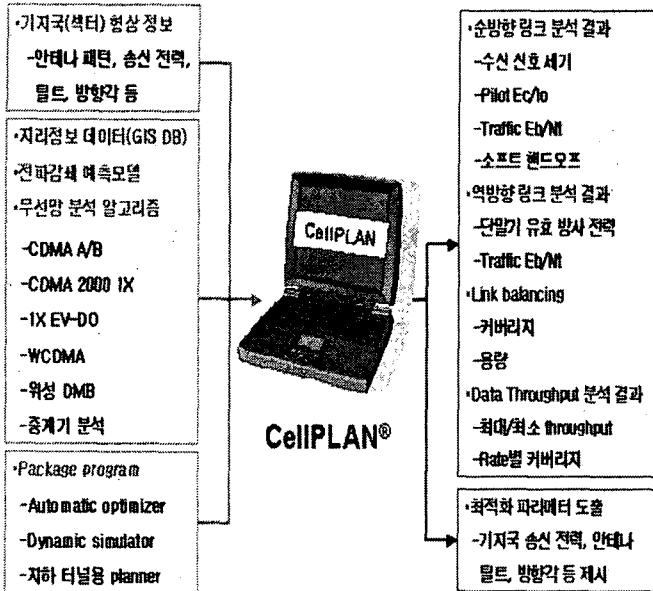 •기지국(섹터) 형상 정보
-안테나 패턴, 송신 전력,
틸트, 방향각 등
•지리정보 데이터(GIS DB)
•전파감쇄 예측모델
•무선망 분석 알고리즘
-CDMA A/B
-CDMA 2000 1X
-1X EV-DO
-WCDMA
-위성 DMB
-중계기 분석
•Package program
-Automatic optimizer
-Dynamic simulator
-지하 터널용 planner
CellPLAN
CellPLAN®
•순방향 링크 분석 결과
-수신 신호 세기
-Pilot Ec/Io
-Traffic Eb/Nt
-소프트 핸드오프
•역방향 링크 분석 결과
-단말기 유효 방사 전력
-Traffic Eb/Nt
•Link balancing
-커버리지
-용량
•Data Throughput 분석 결과
-최대/최소 throughput
-Rate별 커버리지
•최적화 파라메터 도출
-기지국 송신 전력, 안테나
틸트, 방향각 등 제시